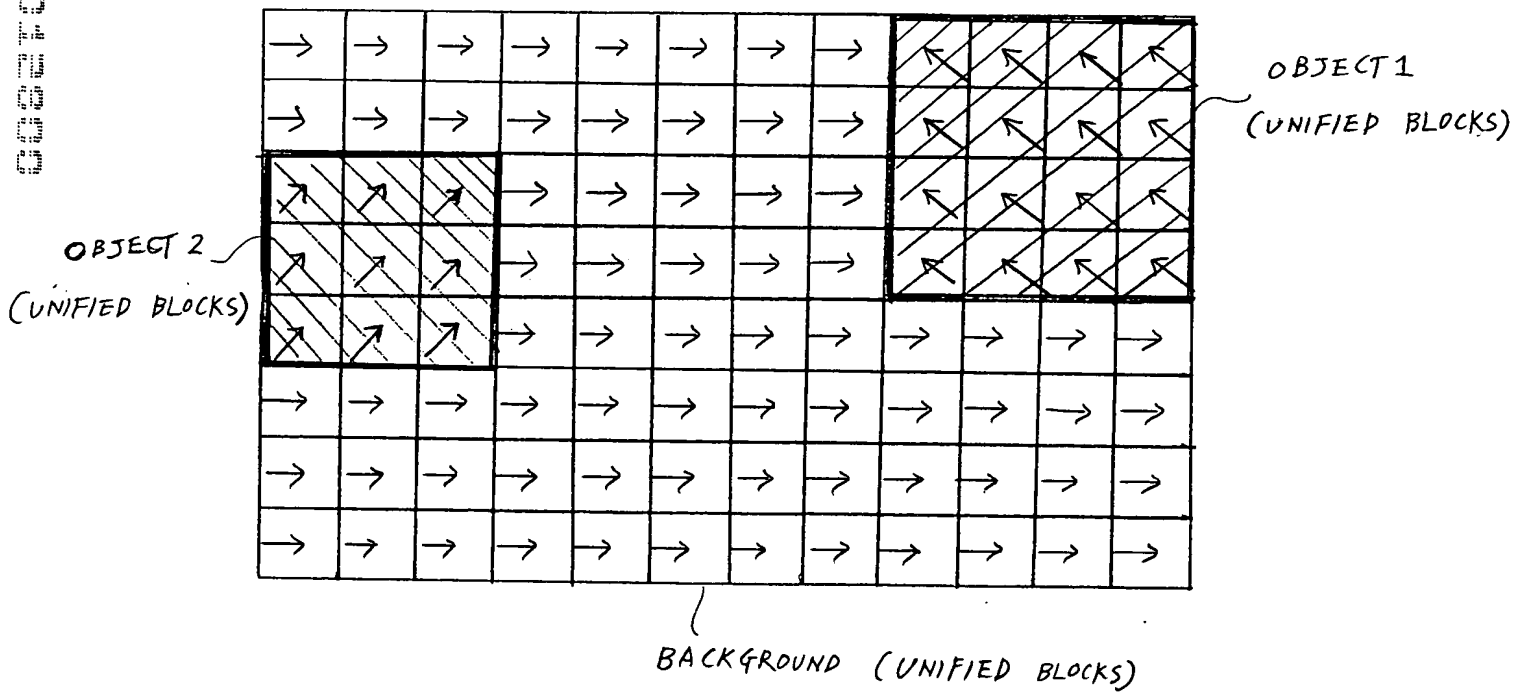 OBJECT 1
(UNIFIED BLOCKS)
OBJECT 2
(UNIFIED BLOCKS)
BACKGROUND (UNIFIED BLOCKS)